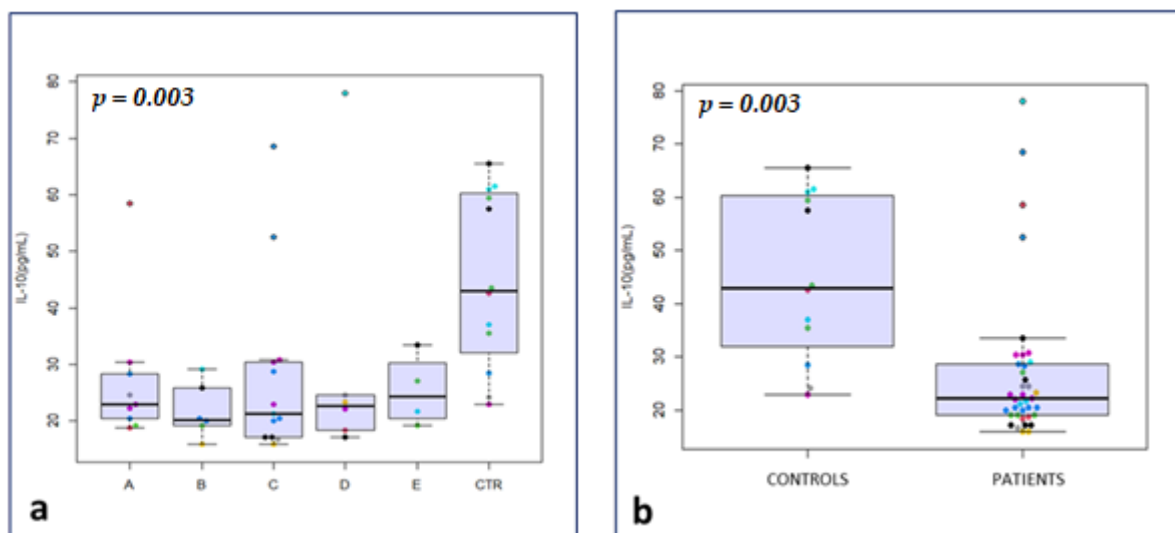 p = 0.003
80
70
60
50
40
30
20
IL-10(pg/mL)
A B C D E CTR
a
p = 0.003
80
70
60
50
40
30
20
IL-10(pg/mL)
CONTROLS PATIENTS
b